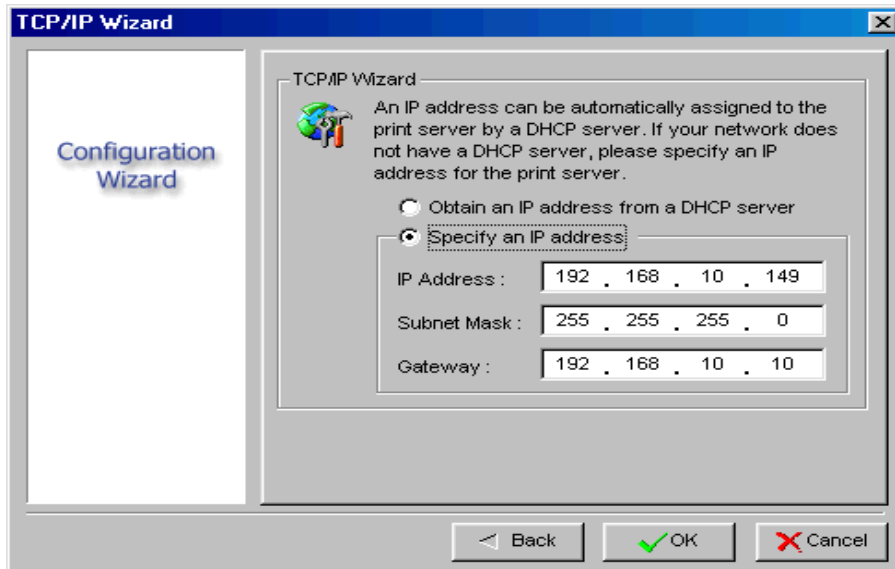 TCP/IP Wizard
Configuration
Wizard
TCP/IP Wizard
An IP address can be automatically assigned to the
print server by a DHCP server. If your network does
not have a DHCP server, please specify an IP
address for the print server.
Obtain an IP address from a DHCP server
Specify an IP address
IP Address : 192 . 168 . 10 . 149
Subnet Mask : 255 . 255 . 255 . 0
Gateway : 192 . 168 . 10 . 10
Back OK Cancel